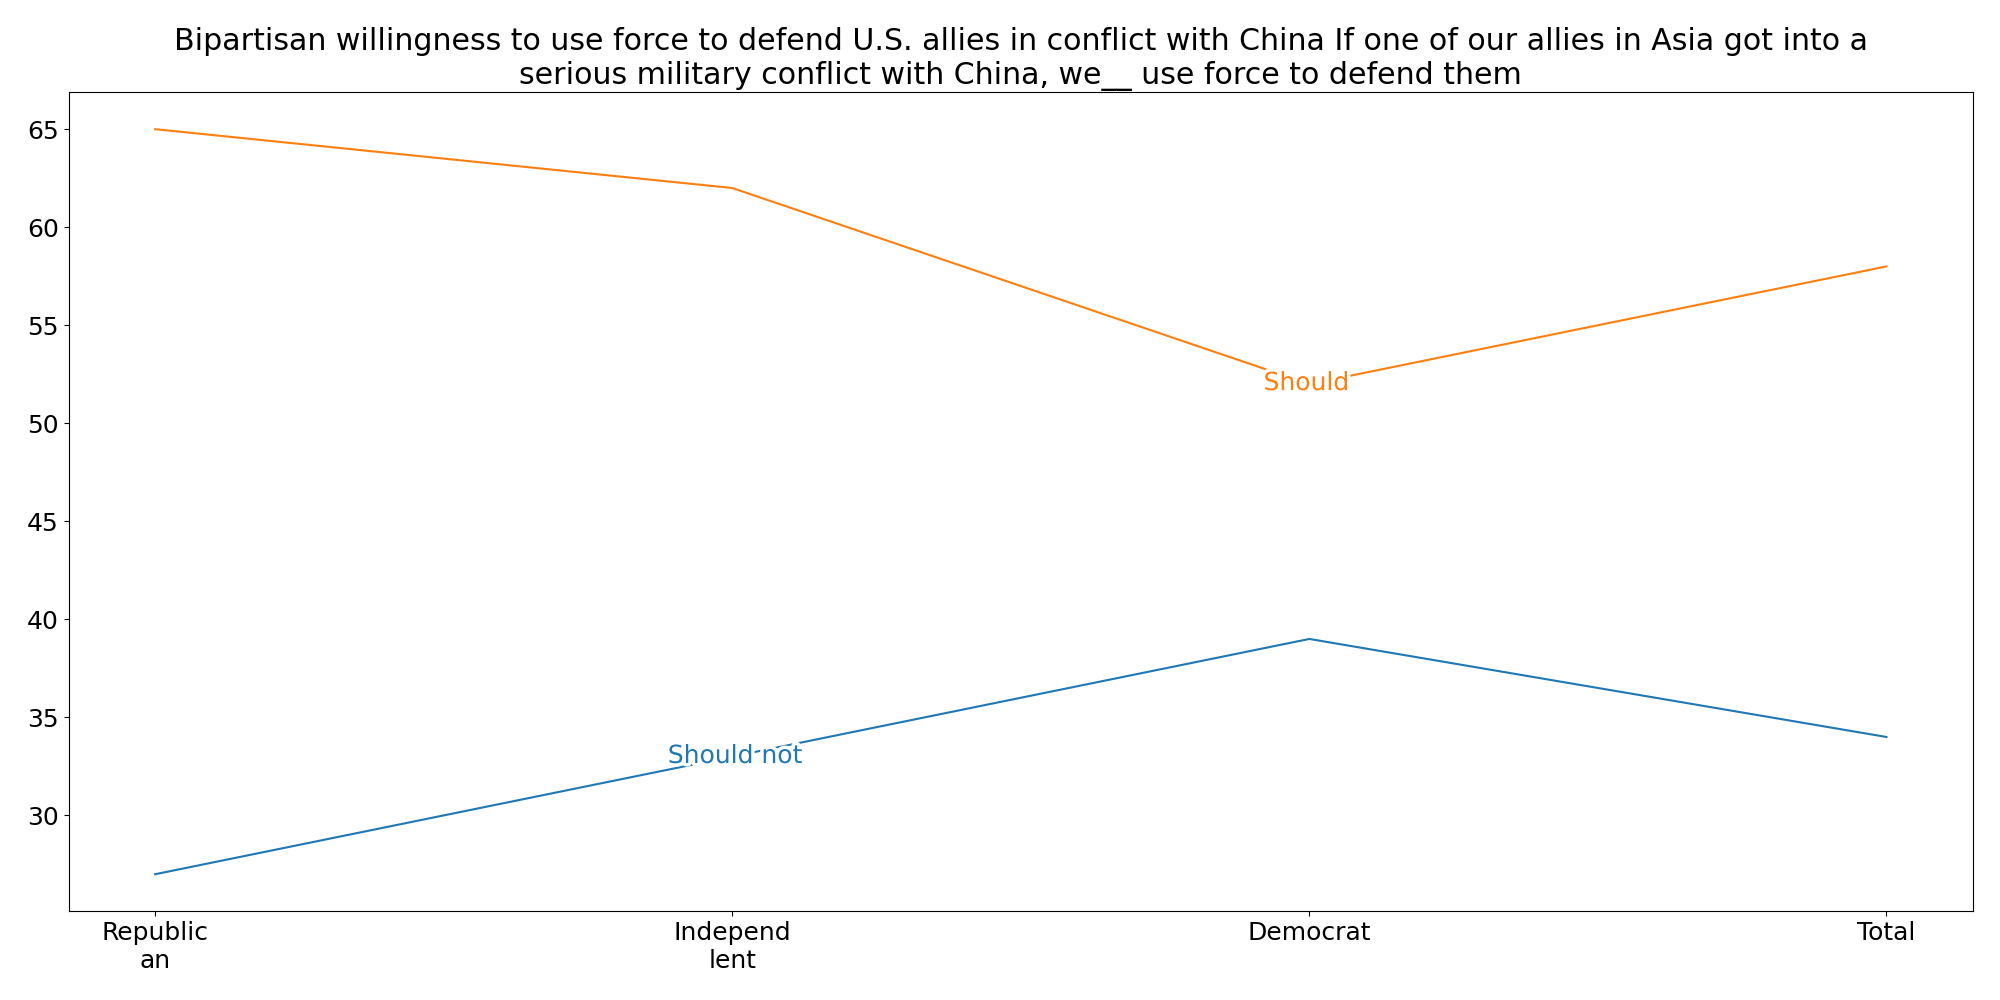 Bipartisan willingness to use force to defend U.S. allies in conflict with China If one of our allies in Asia got into a
serious military conflict with China, we__ use force to defend them
65
60
55
50
45
40
35
30
Should
Should not
Republic
an
Independ
lent
Democrat
Total